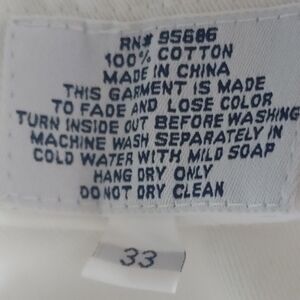 RN# 95686
100% COTTON
MADE IN CHINA
THIS GARMENT IS MADE
TO FADE AND LOSE COLOR
TURN INSIDE OUT BEFORE WASHING
MACHINE WASH SEPARATELY IN
COLD WATER WITH MILD SOAP
HANG DRY ONLY
DO NOT DRY CLEAN
33